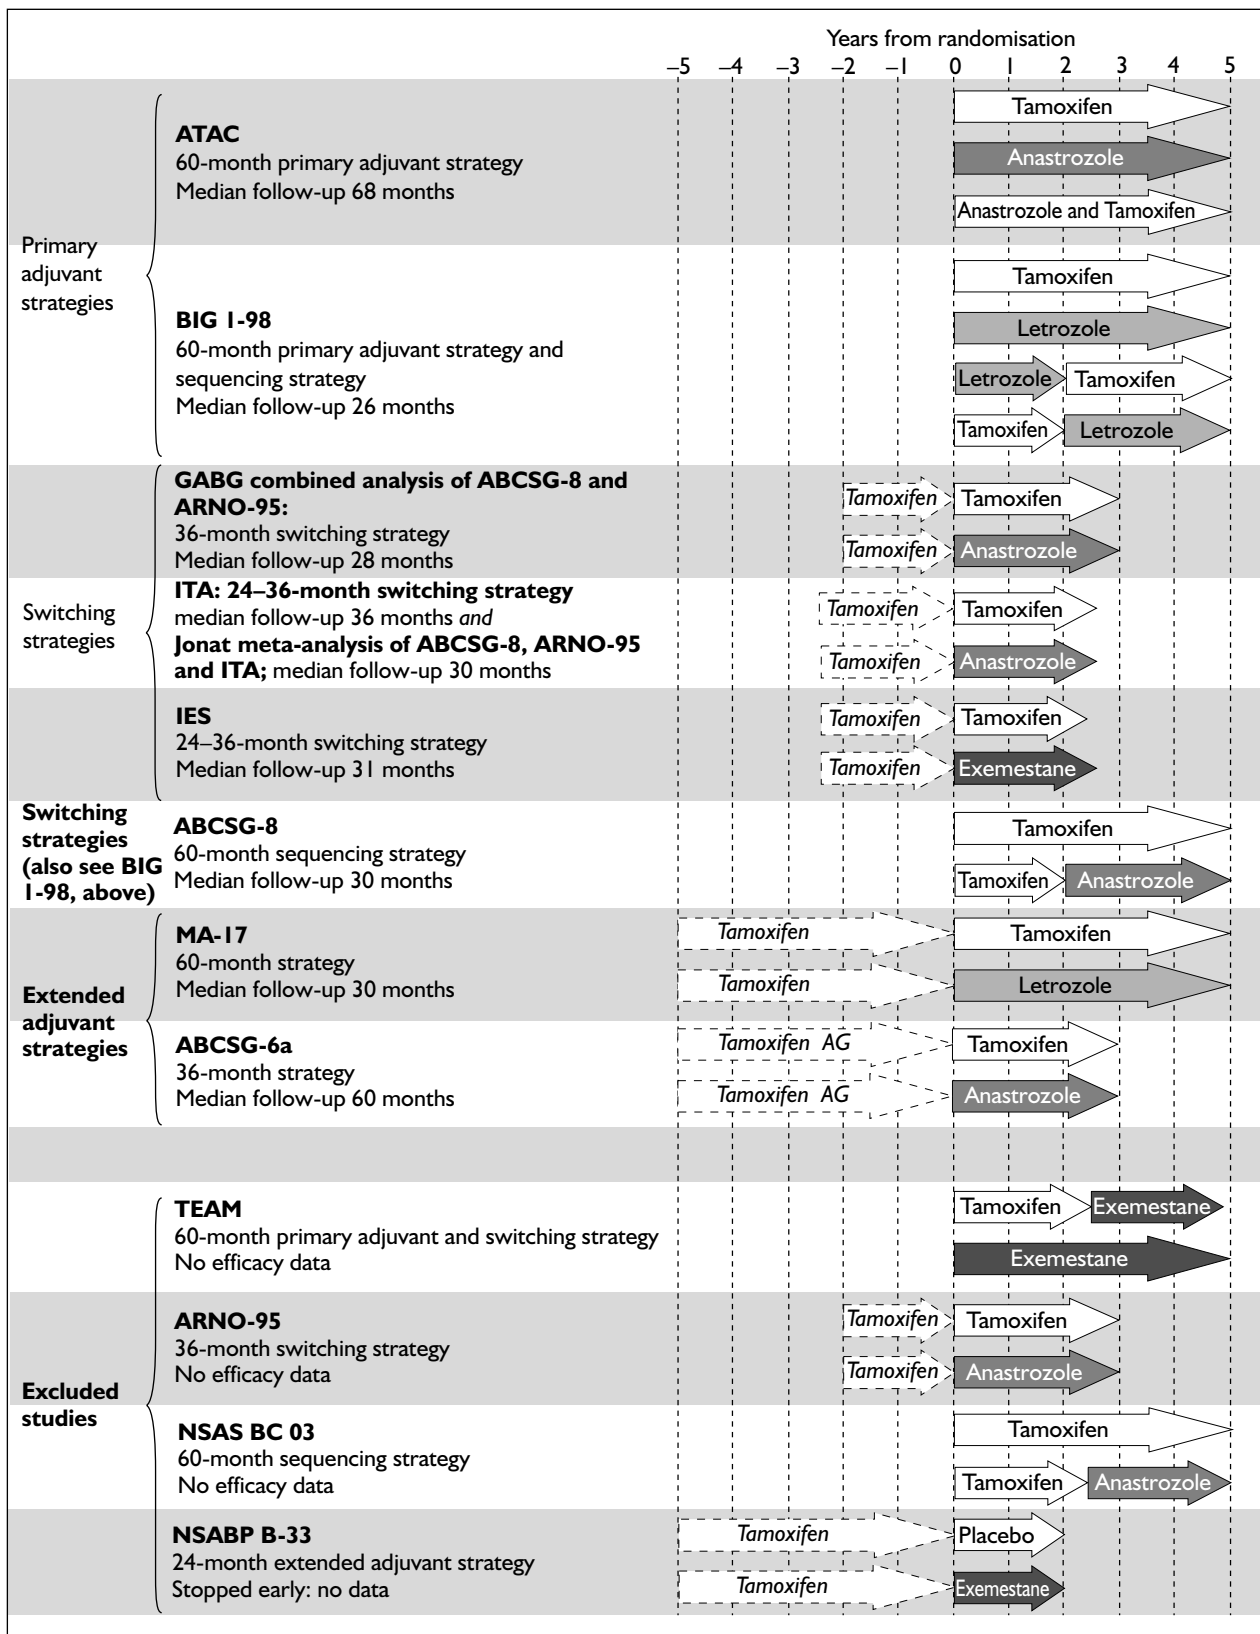 Years from randomisation
–5 –4 –3 –2 –1 0 1 2 3 4 5
Primary
adjuvant
strategies
ATAC
60-month primary adjuvant strategy
Median follow-up 68 months
Tamoxifen
Anastrozole
Anastrozole and Tamoxifen
BIG 1-98
60-month primary adjuvant strategy and
sequencing strategy
Median follow-up 26 months
Tamoxifen
Letrozole
Letrozole Tamoxifen
Tamoxifen Letrozole
Switching
strategies
GABG combined analysis of ABCSG-8 and
ARNO-95:
36-month switching strategy
Median follow-up 28 months
Tamoxifen Tamoxifen
Tamoxifen Anastrozole
ITA: 24–36-month switching strategy
median follow-up 36 months and
Jonat meta-analysis of ABCSG-8, ARNO-95
and ITA; median follow-up 30 months
Tamoxifen Tamoxifen
Tamoxifen Anastrozole
IES
24–36-month switching strategy
Median follow-up 31 months
Tamoxifen Tamoxifen
Tamoxifen Exemestane
Switching
strategies
(also see BIG
1-98, above)
ABCSG-8
60-month sequencing strategy
Median follow-up 30 months
Tamoxifen
Tamoxifen Anastrozole
Extended
adjuvant
strategies
MA-17
60-month strategy
Median follow-up 30 months
Tamoxifen Tamoxifen
Tamoxifen Letrozole
ABCSG-6a
36-month strategy
Median follow-up 60 months
Tamoxifen AG Tamoxifen
Tamoxifen AG Anastrozole
Excluded
studies
TEAM
60-month primary adjuvant and switching strategy
No efficacy data
Tamoxifen Exemestane
Exemestane
ARNO-95
36-month switching strategy
No efficacy data
Tamoxifen Tamoxifen
Tamoxifen Anastrozole
NSAS BC 03
60-month sequencing strategy
No efficacy data
Tamoxifen
Tamoxifen Anastrozole
NSABP B-33
24-month extended adjuvant strategy
Stopped early: no data
Tamoxifen Placebo
Tamoxifen Exemestane